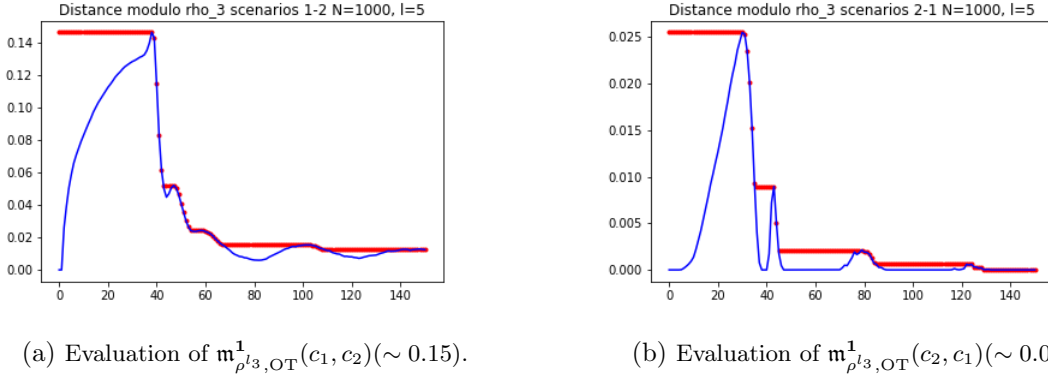 Distance modulo rho_3 scenarios 1-2 N=1000, l=5
0.14
0.12
0.10
0.08
0.06
0.04
0.02
0.00
0 20 40 60 80 100 120 140
(a) Evaluation of 𝔪¹_{ρ^{l₃},OT}(c₁, c₂)(∼ 0.15).
Distance modulo rho_3 scenarios 2-1 N=1000, l=5
0.025
0.020
0.015
0.010
0.005
0.000
0 20 40 60 80 100 120 140
(b) Evaluation of 𝔪¹_{ρ^{l₃},OT}(c₂, c₁)(∼ 0.0